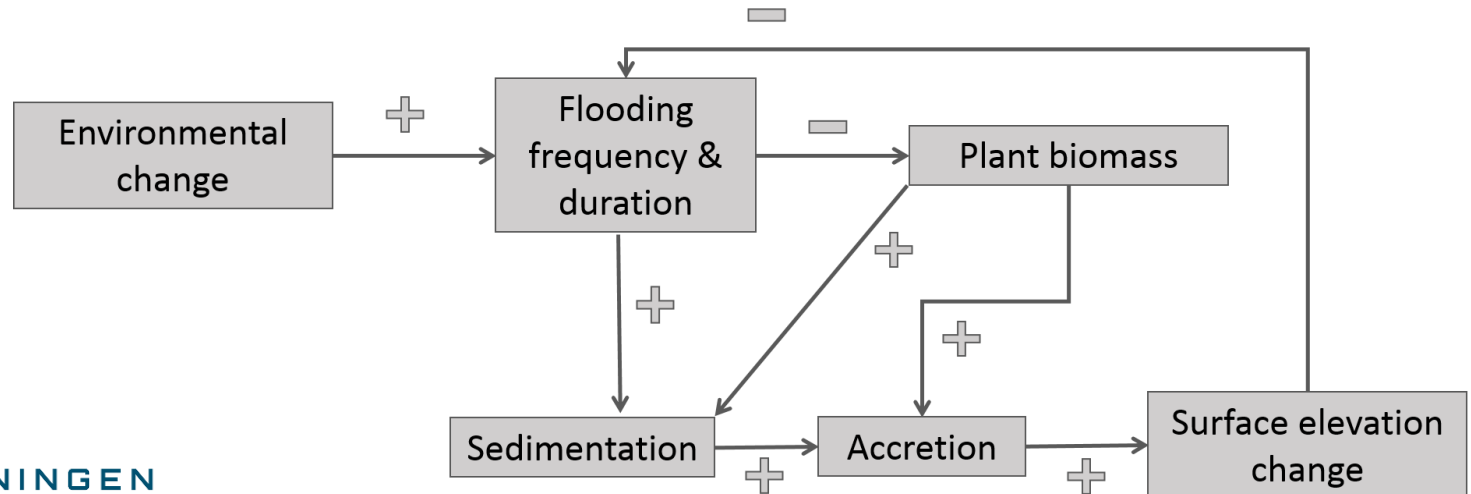 Environmental
change
Flooding
frequency &
duration
Plant biomass
Sedimentation
Accretion
Surface elevation
change
NINGEN